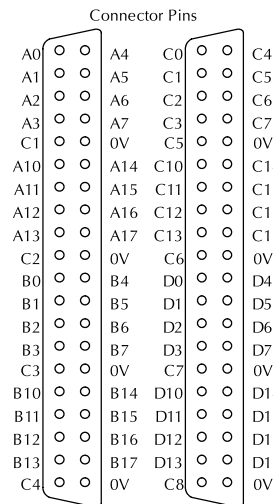 Connector Pins
A0 A4 C0 C4
A1 A5 C1 C5
A2 A6 C2 C6
A3 A7 C3 C7
C1 0V C5 0V
A10 A14 C10 C1
A11 A15 C11 C1
A12 A16 C12 C1
A13 A17 C13 C1
C2 0V C6 0V
B0 B4 D0 D4
B1 B5 D1 D5
B2 B6 D2 D6
B3 B7 D3 D7
C3 0V C7 0V
B10 B14 D10 D1
B11 B15 D11 D1
B12 B16 D12 D1
B13 B17 D13 D1
C4 0V C8 0V